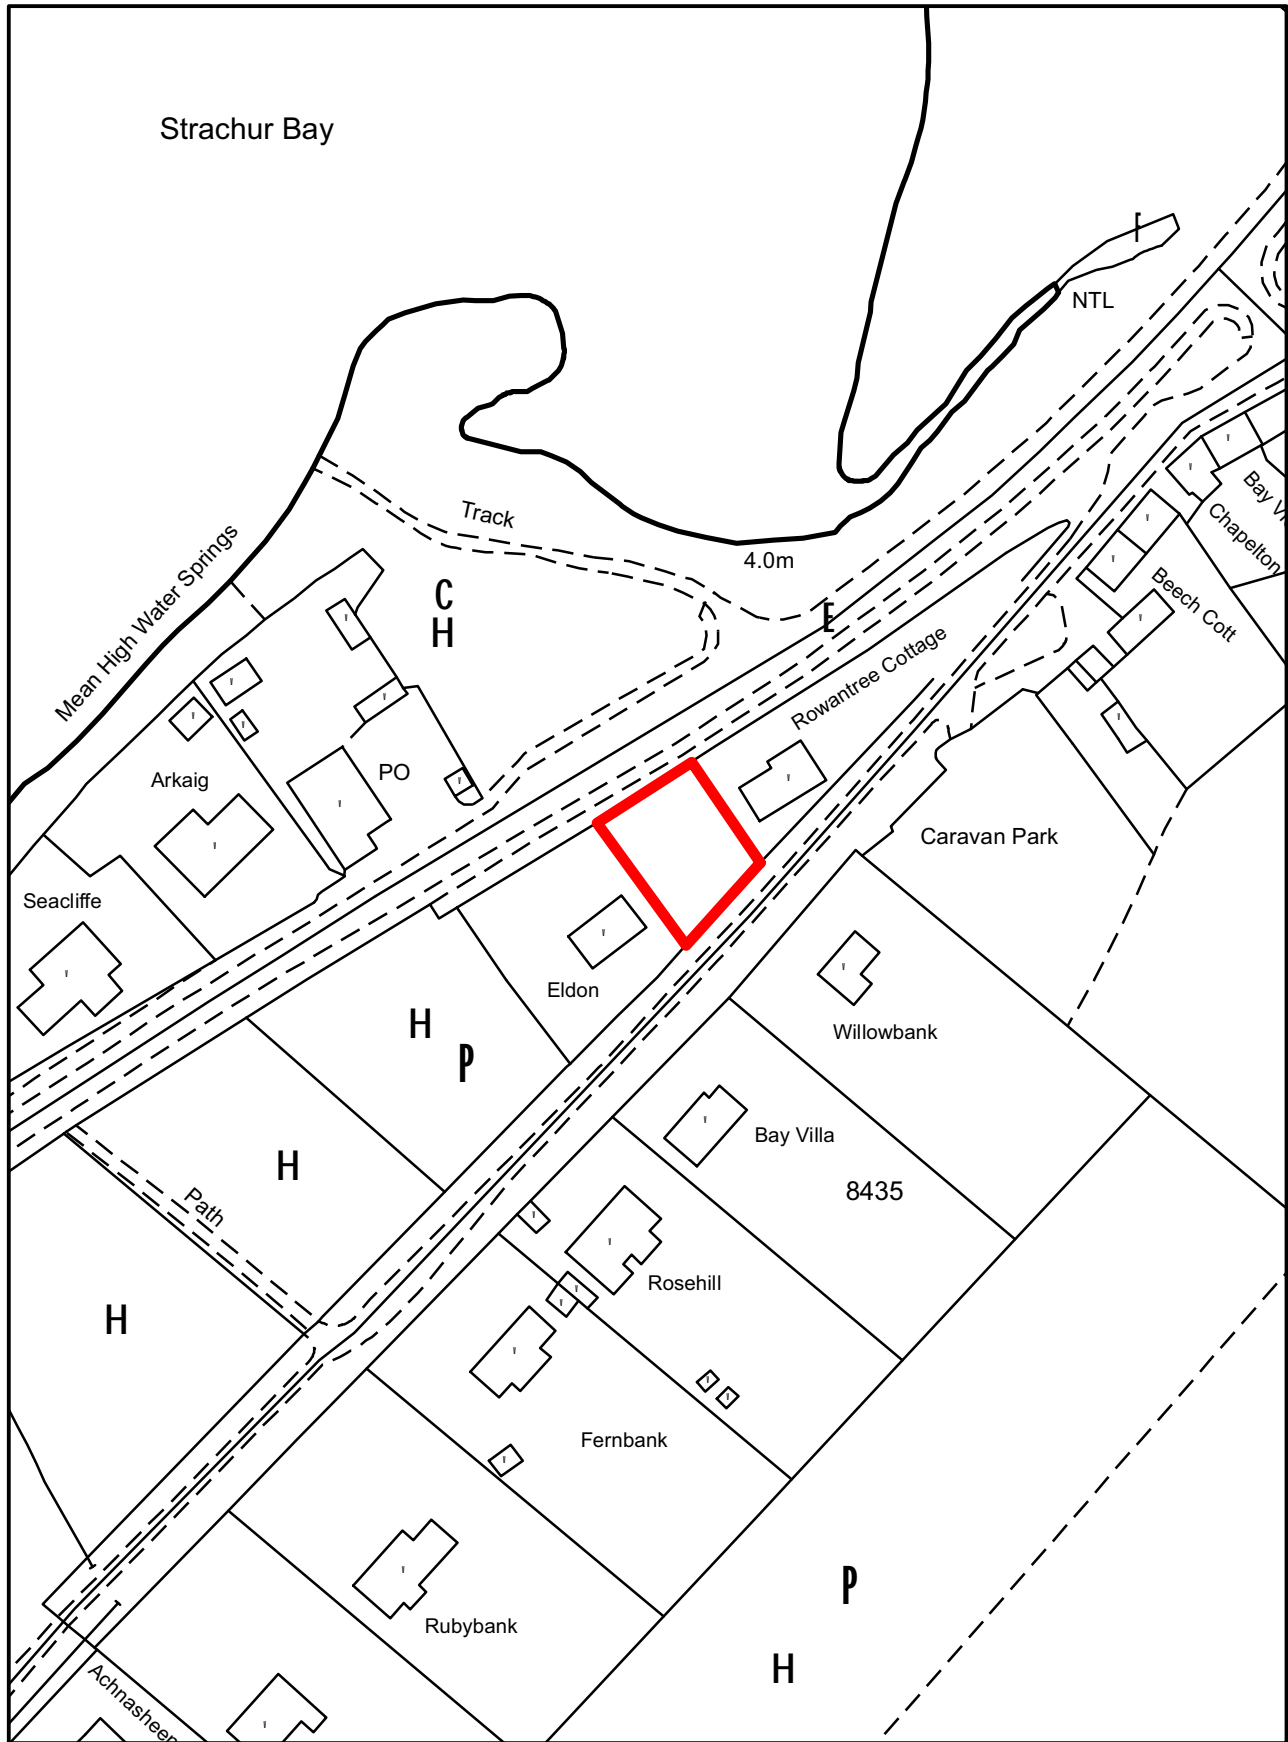 Strachur Bay
F
NTL
Track
Mean High Water Springs
4.0m
C
H
E
Bay Vi
Chapelton
Beech Cott
Rowantree Cottage
PO
Arkaig
Caravan Park
Seacliffe
Eldon
H
P
Willowbank
Bay Villa
8435
H
Path
Rosehill
H
Fernbank
P
Rubybank
H
Achnasheen